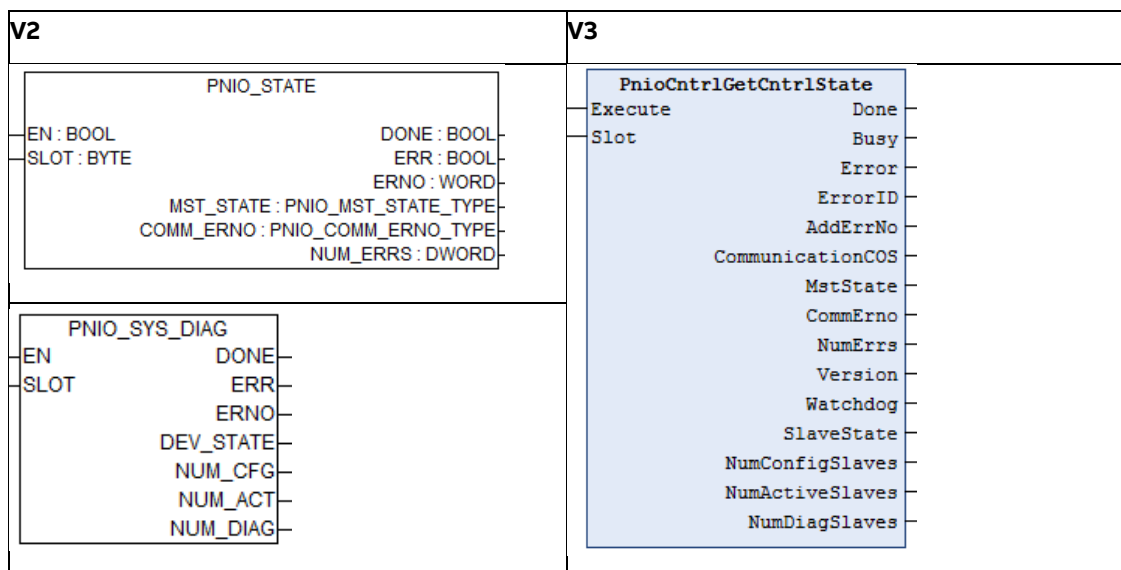 V2
V3
PNIO_STATE
EN : BOOL DONE : BOOL
SLOT : BYTE ERR : BOOL
ERNO : WORD
MST_STATE : PNIO_MST_STATE_TYPE
COMM_ERNO : PNIO_COMM_ERNO_TYPE
NUM_ERRS : DWORD
PNIO_SYS_DIAG
EN DONE
SLOT ERR
ERNO
DEV_STATE
NUM_CFG
NUM_ACT
NUM_DIAG
PnioCntrlGetCntrlState
Execute Done
Slot Busy
Error
ErrorID
AddErrNo
CommunicationCOS
MstState
CommErno
NumErrs
Version
Watchdog
SlaveState
NumConfigSlaves
NumActiveSlaves
NumDiagSlaves